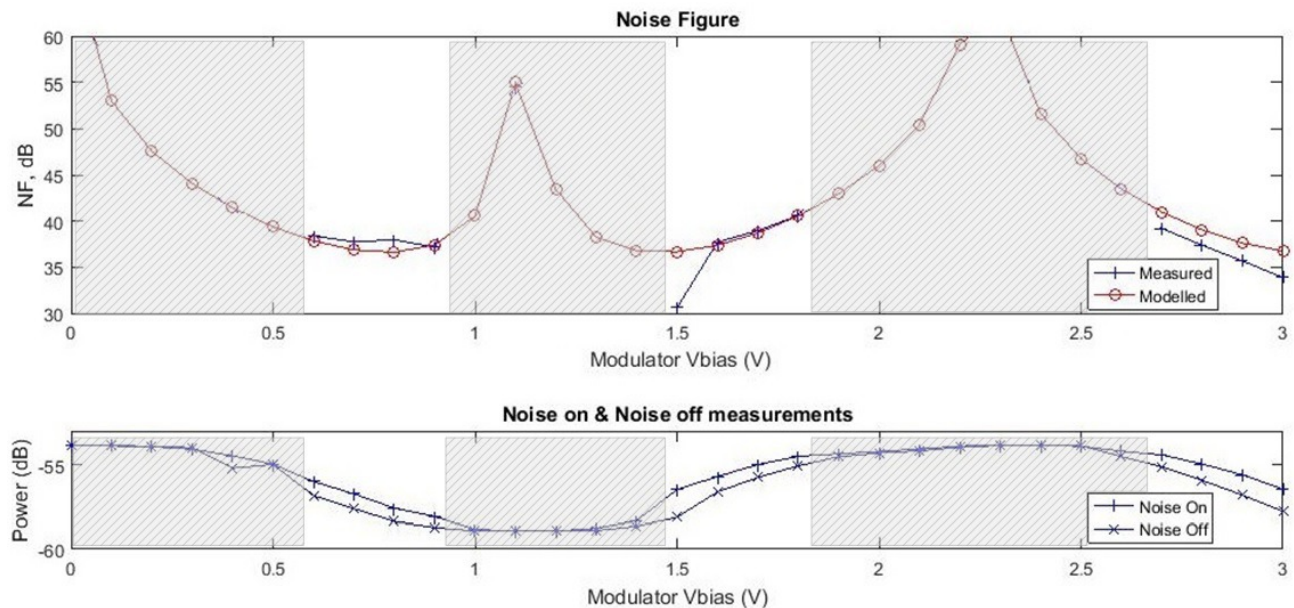 Noise Figure
60
55
50
45
40
35
30
NF, dB
0 0.5 1 1.5 2 2.5 3
Modulator Vbias (V)
Measured
Modelled
Noise on & Noise off measurements
-55
-60
Power (dB)
0 0.5 1 1.5 2 2.5 3
Modulator Vbias (V)
Noise On
Noise Off